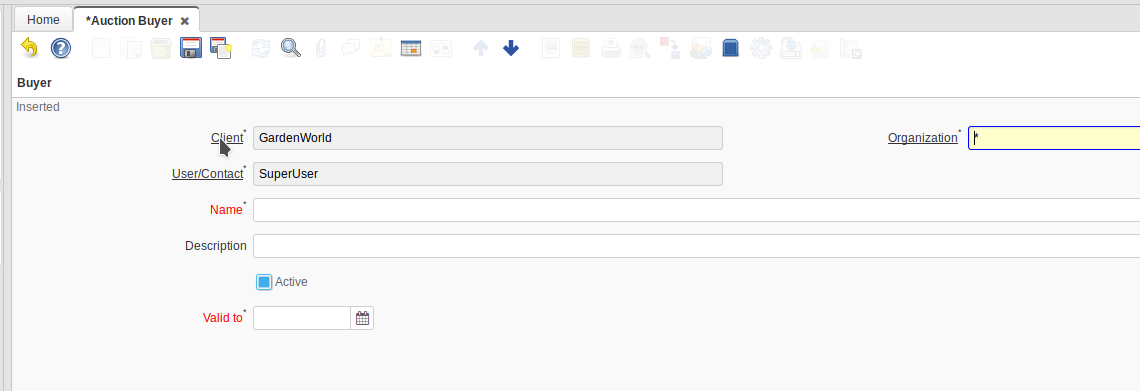 Home
*Auction Buyer
Buyer
Inserted
Client* GardenWorld Organization* *
User/Contact* SuperUser
Name*
Description
Active
Valid to*